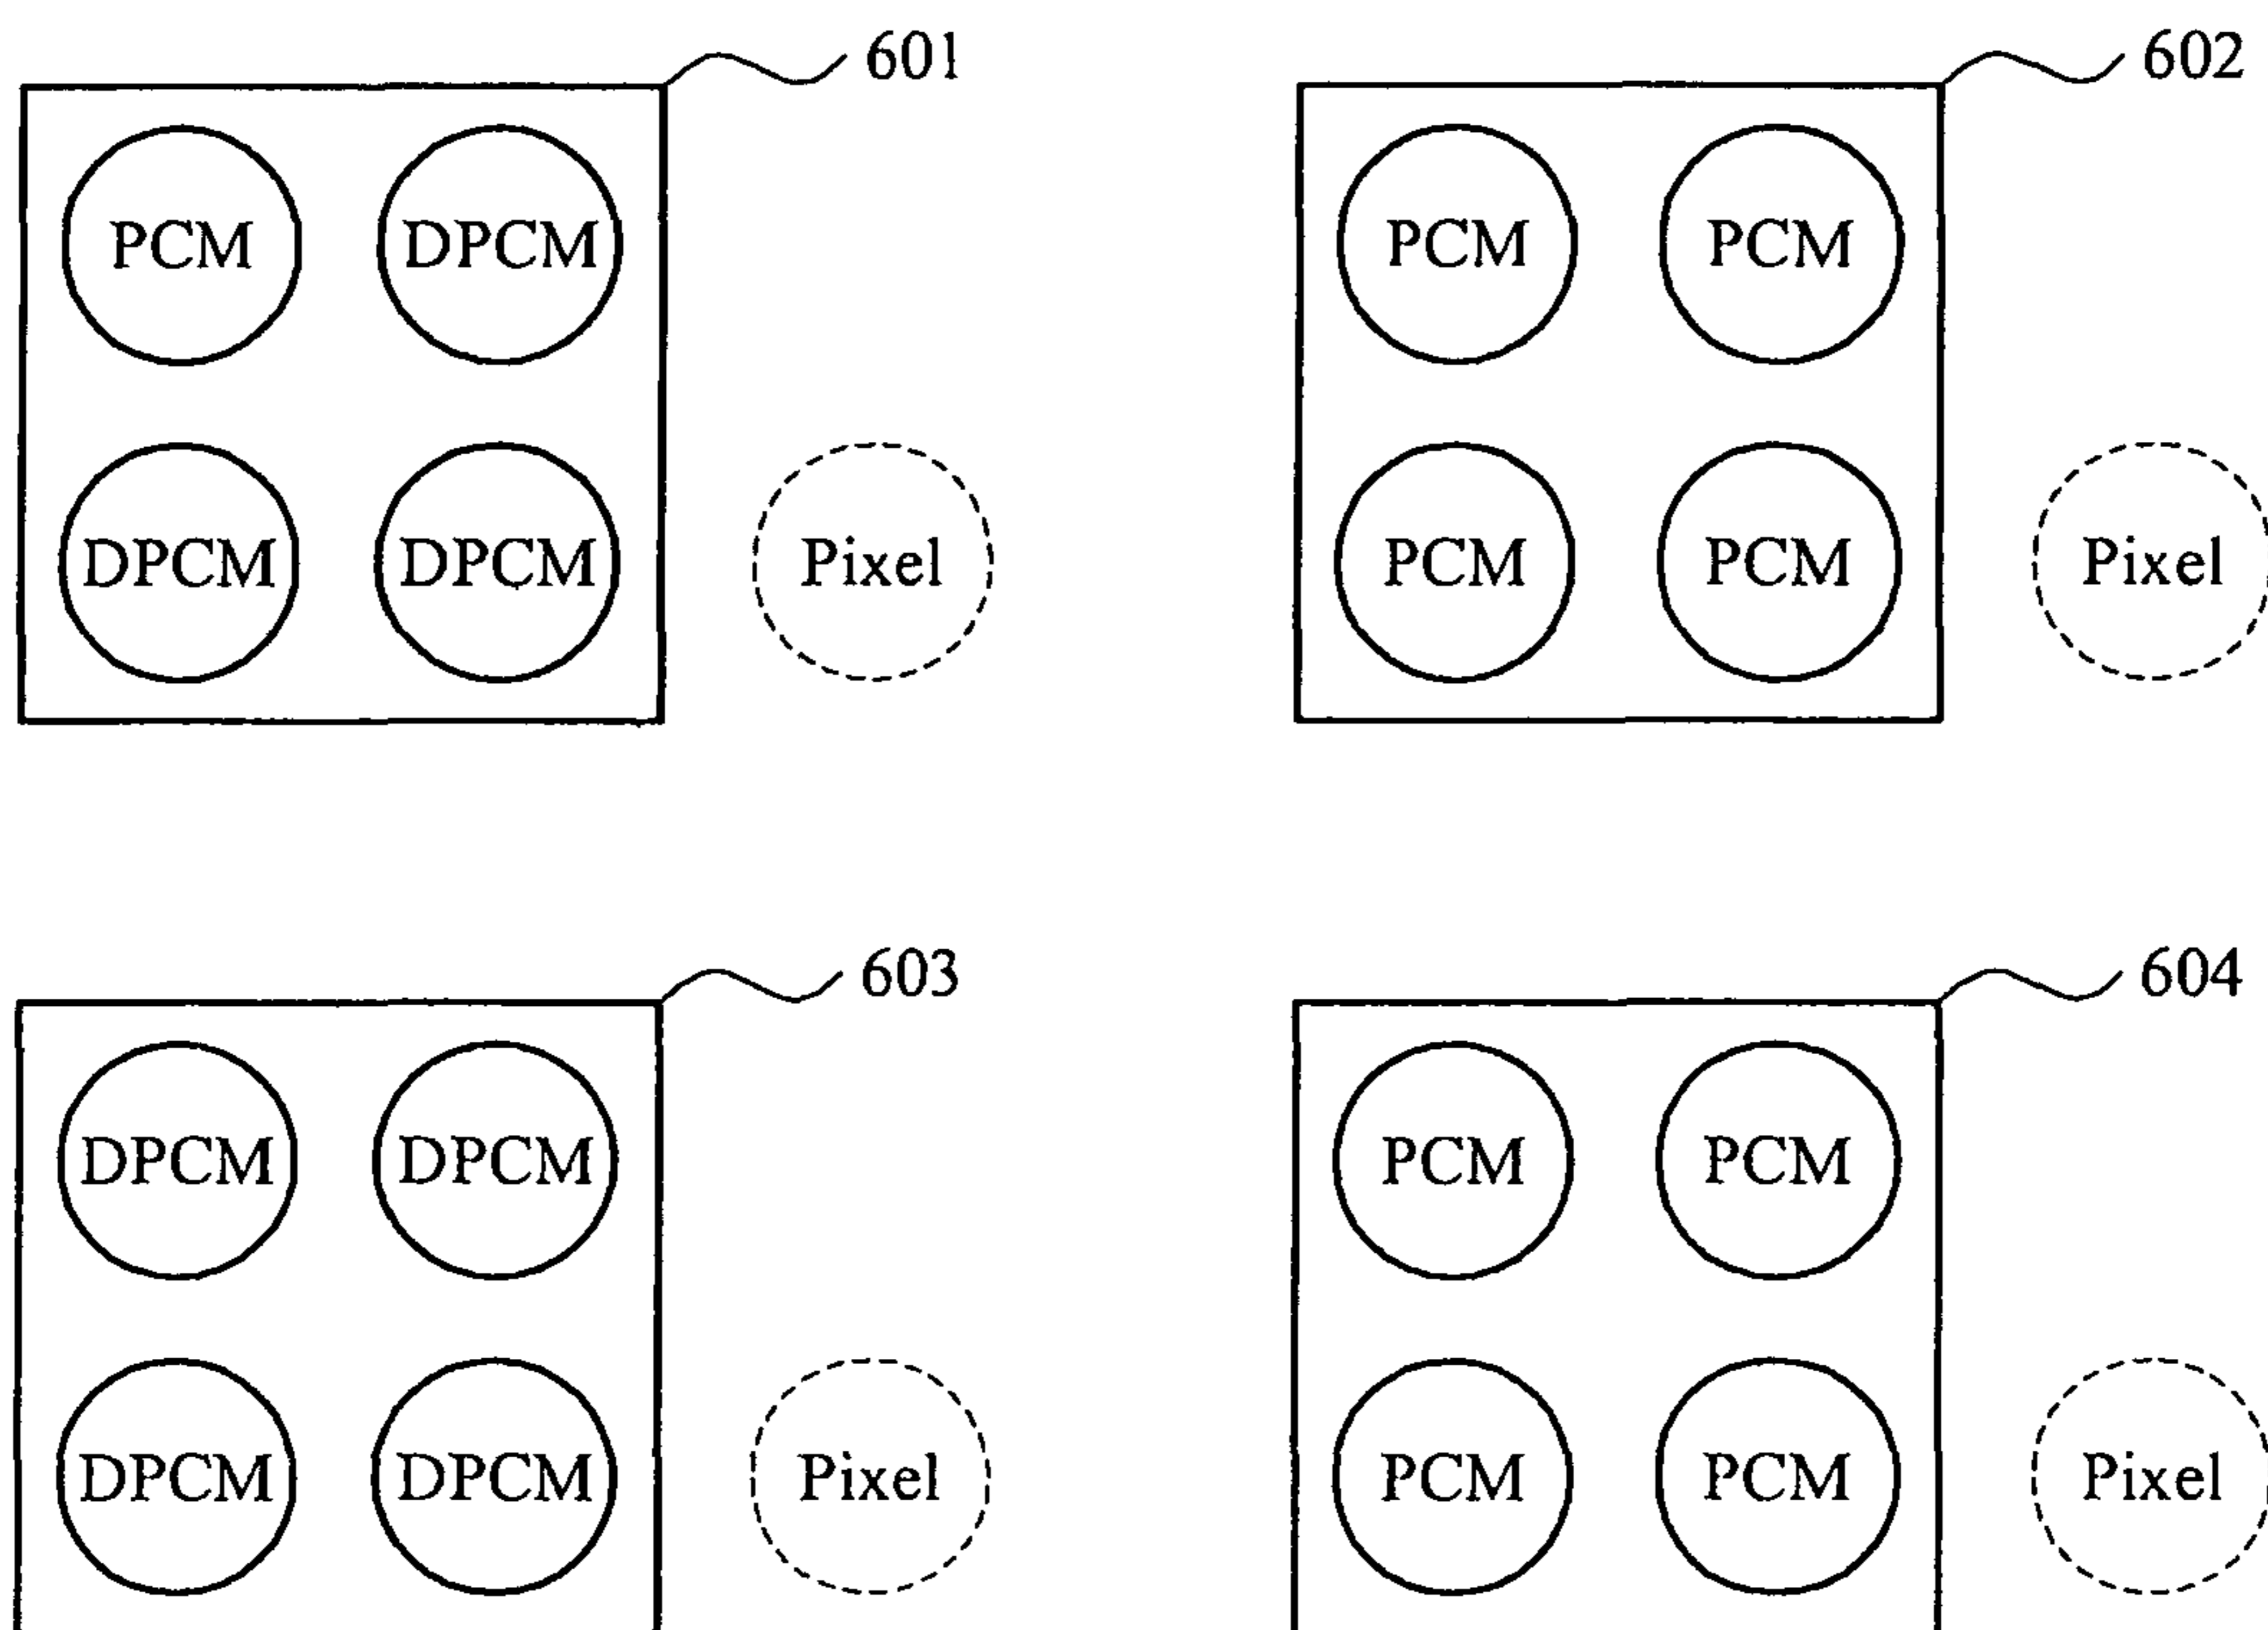 601 602
PCM DPCM PCM PCM
DPCM DPCM Pixel PCM PCM Pixel
603 604
DPCM DPCM PCM PCM
DPCM DPCM Pixel PCM PCM Pixel